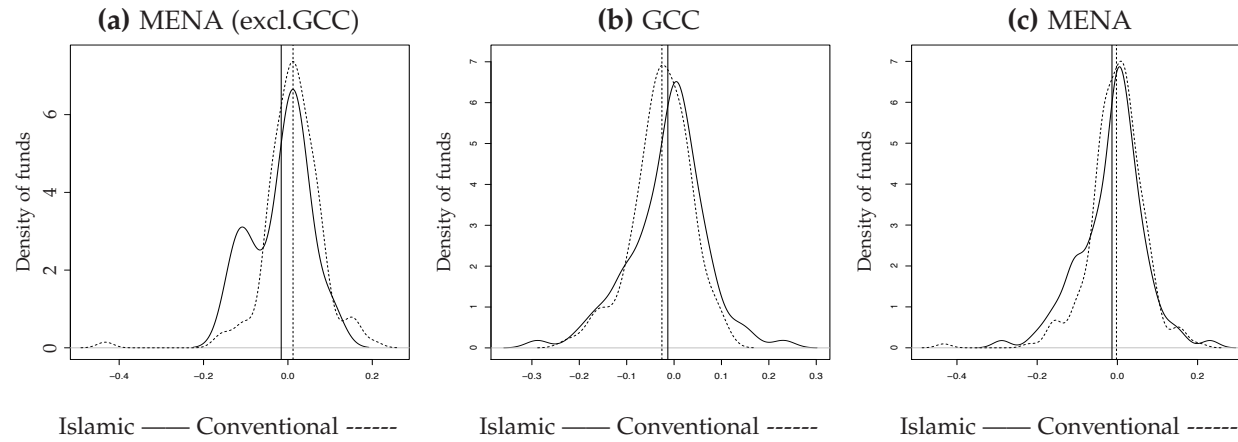 (a) MENA (excl.GCC)
Density of funds
0 2 4 6
−0.4 −0.2 0.0 0.2
Islamic —— Conventional ------
(b) GCC
Density of funds
0 1 2 3 4 5 6 7
−0.3 −0.2 −0.1 0.0 0.1 0.2 0.3
Islamic —— Conventional ------
(c) MENA
Density of funds
0 1 2 3 4 5 6 7
−0.4 −0.2 0.0 0.2
Islamic —— Conventional ------